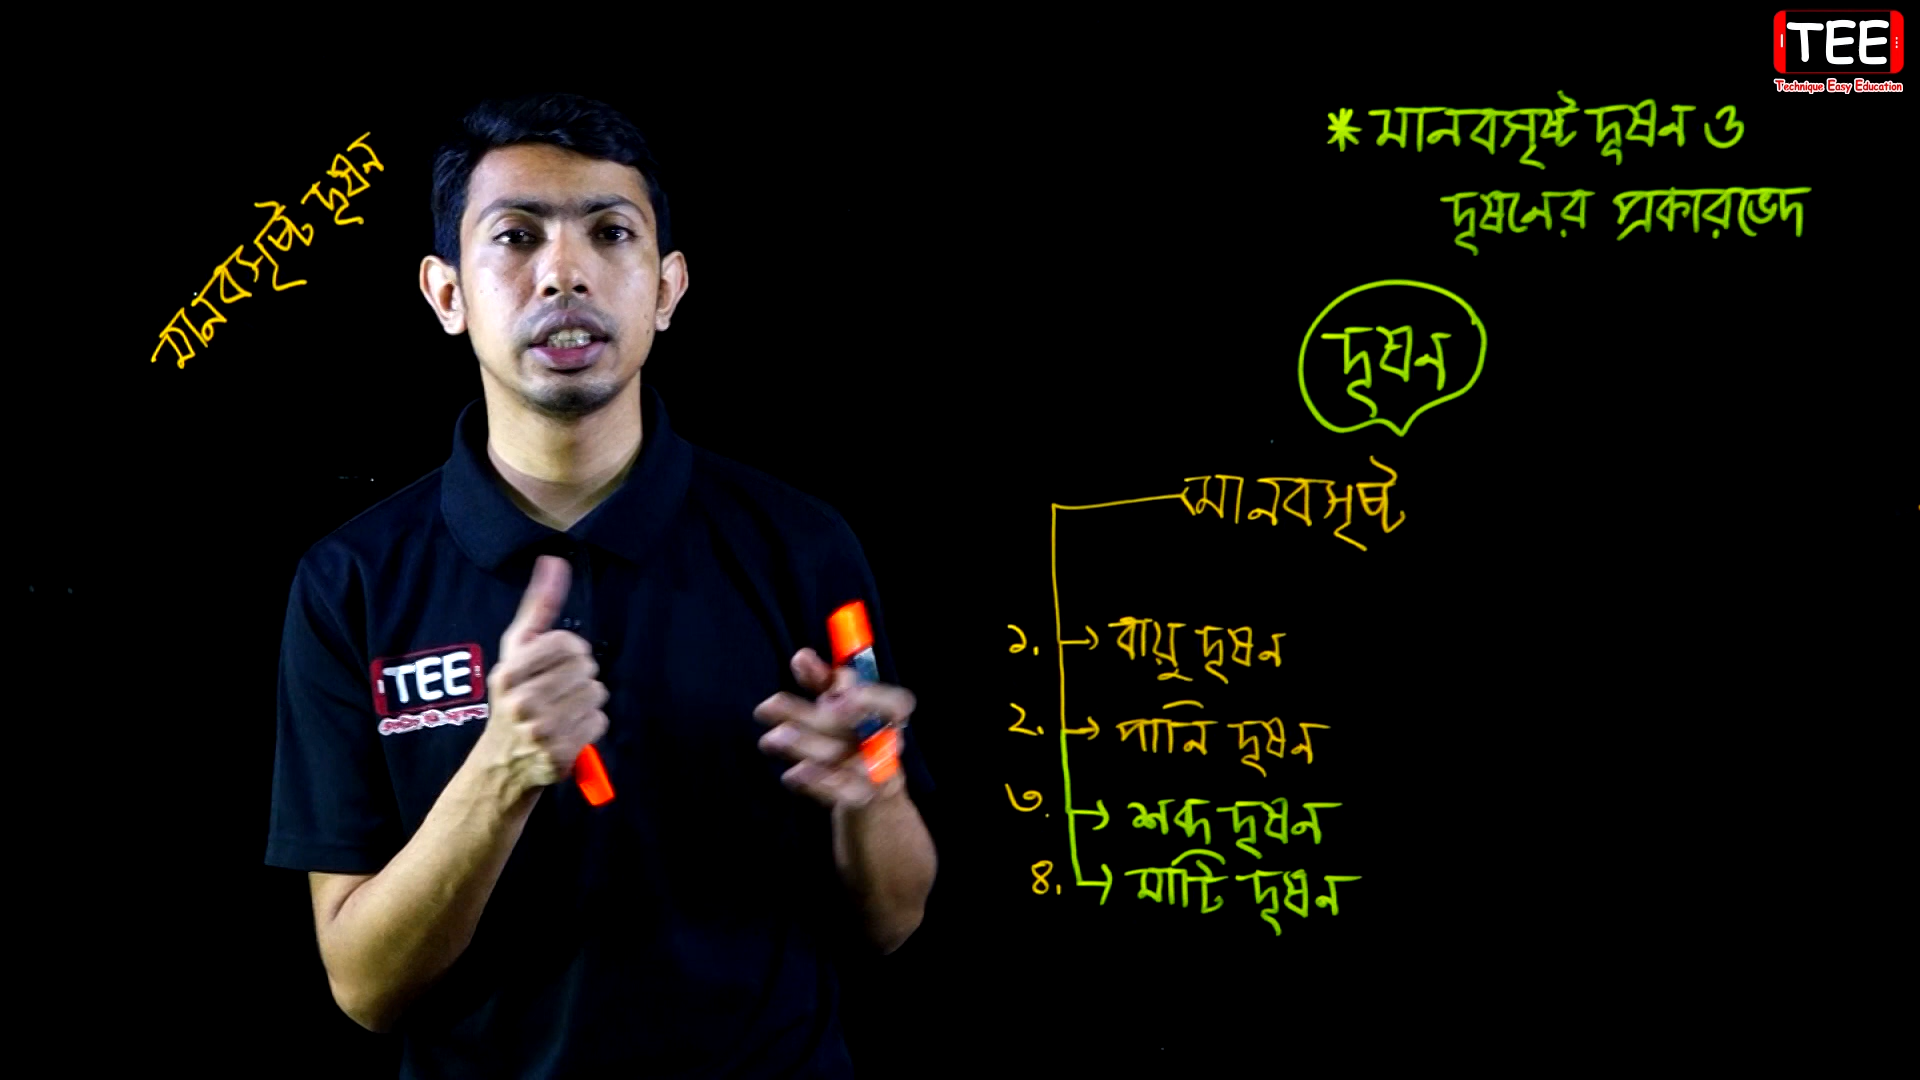 TEE
Technique Easy Education
* মানবসৃষ্ট দূষন ও
দূষনের প্রকারভেদ
মানবসৃষ্ট দূষন
দূষন
মানবসৃষ্ট
১. → বায়ু দূষন
২. → পানি দূষন
৩. → শব্দ দূষন
৪. → মাটি দূষন
TEE